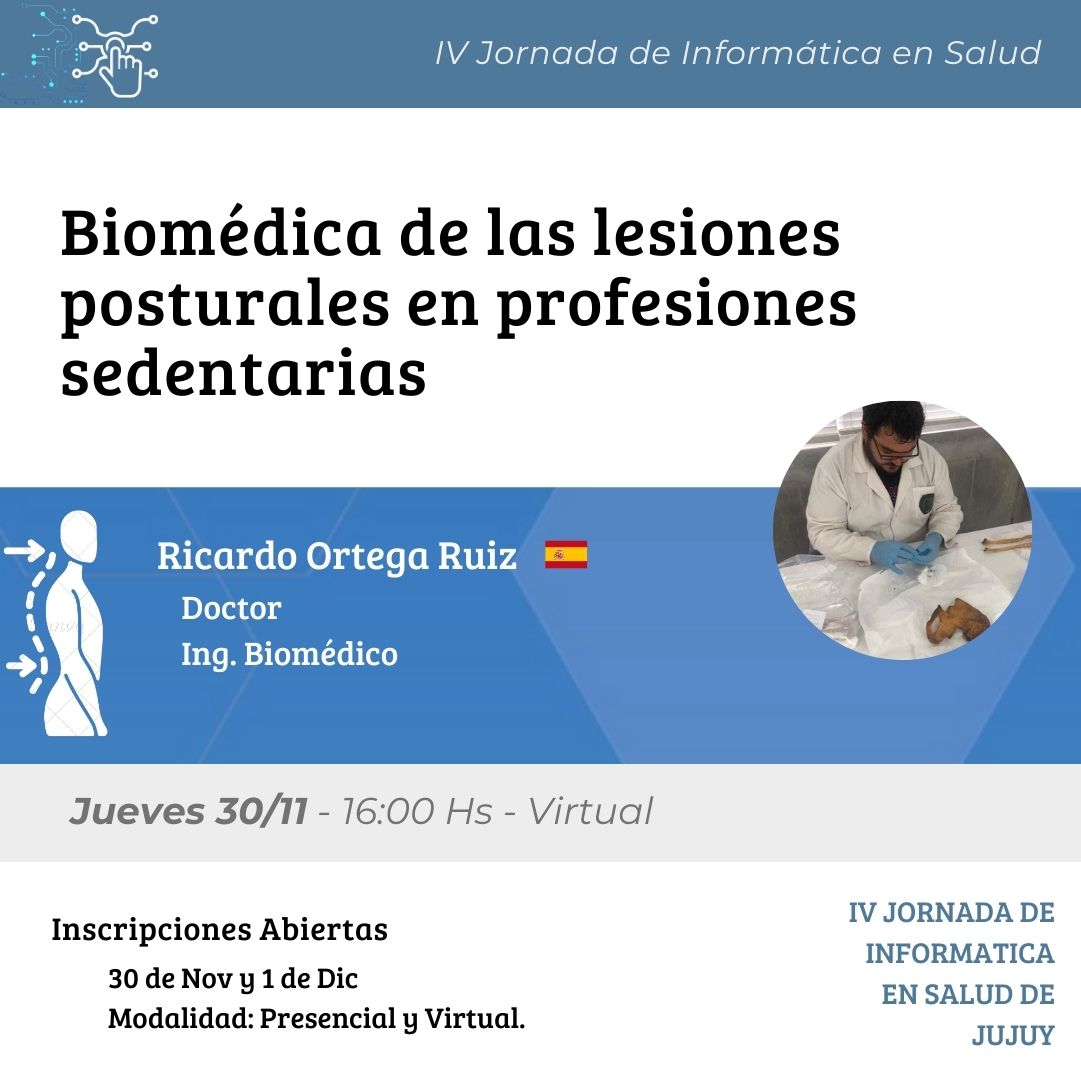 IV Jornada de Informática en Salud
Biomédica de las lesiones
posturales en profesiones
sedentarias
Ricardo Ortega Ruiz
Doctor
Ing. Biomédico
Jueves 30/11 - 16:00 Hs - Virtual
Inscripciones Abiertas
30 de Nov y 1 de Dic
Modalidad: Presencial y Virtual.
IV JORNADA DE
INFORMATICA
EN SALUD DE
JUJUY